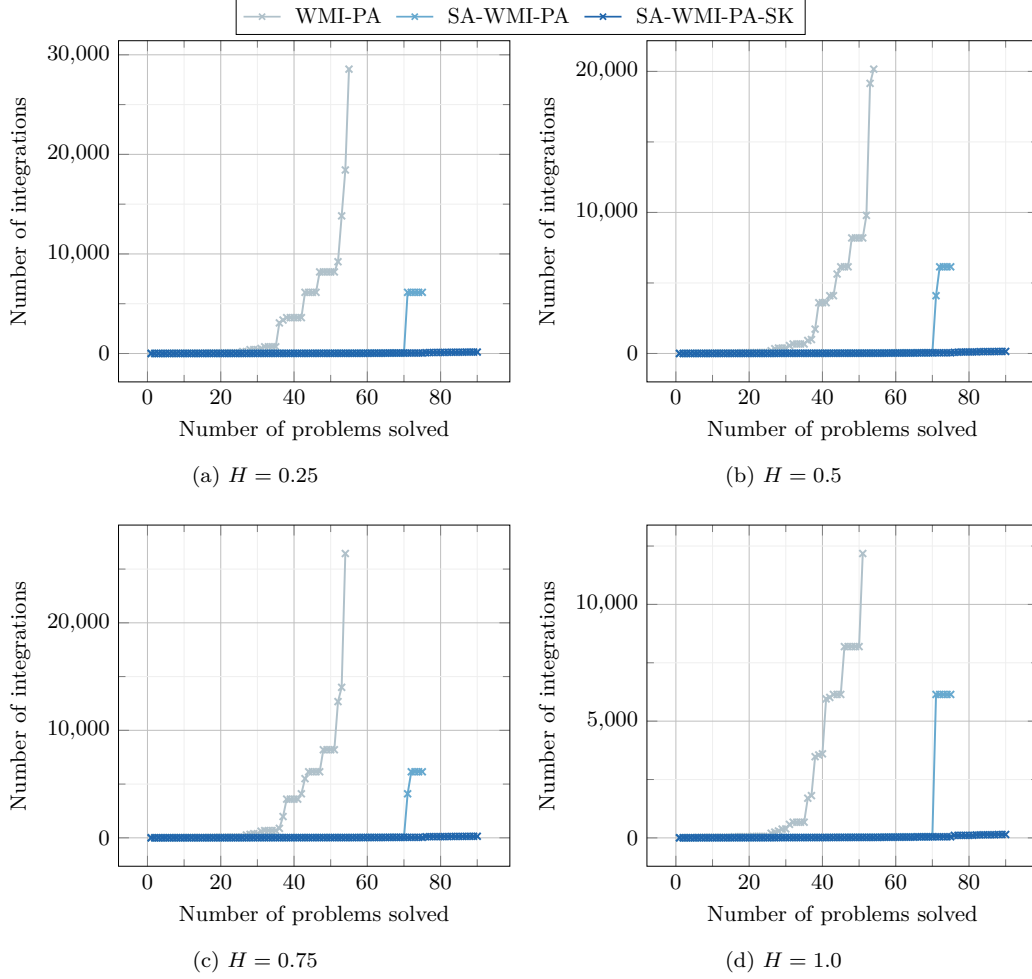 WMI-PA SA-WMI-PA SA-WMI-PA-SK
Number of integrations
30,000
20,000
10,000
0
0 20 40 60 80
Number of problems solved
(a) H = 0.25
Number of integrations
20,000
10,000
0
0 20 40 60 80
Number of problems solved
(b) H = 0.5
Number of integrations
20,000
10,000
0
0 20 40 60 80
Number of problems solved
(c) H = 0.75
Number of integrations
10,000
5,000
0
0 20 40 60 80
Number of problems solved
(d) H = 1.0